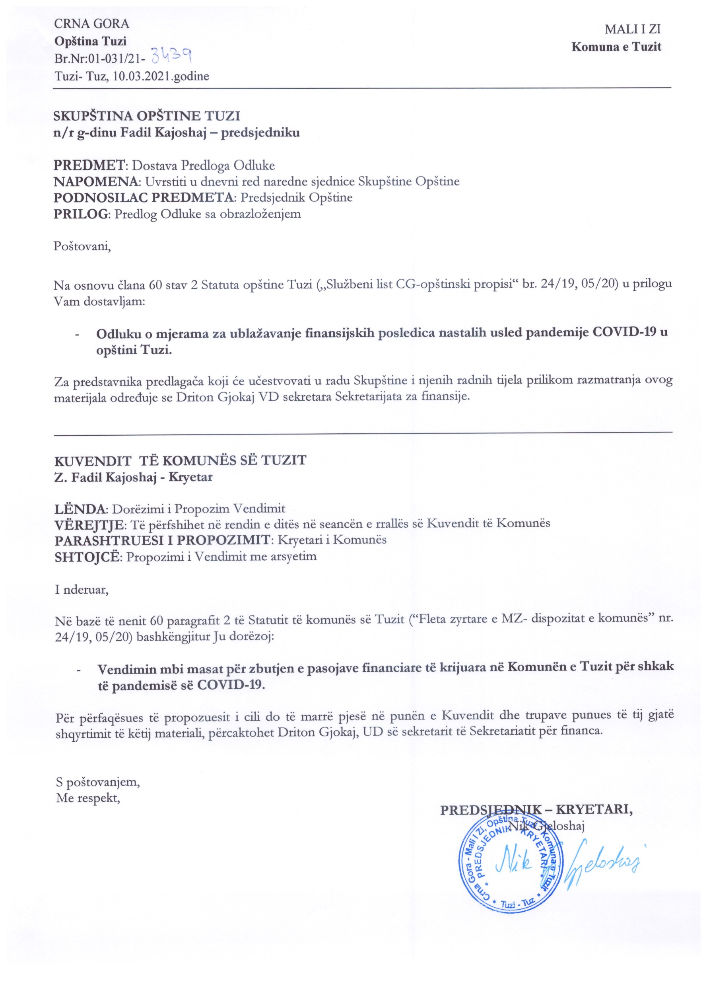 CRNA GORA
Opština Tuzi
Br.Nr:01-031/21- 3439
Tuzi- Tuz, 10.03.2021.godine
MALI I ZI
Komuna e Tuzit
SKUPŠTINA OPŠTINE TUZI
n/r g-dinu Fadil Kajoshaj – predsjedniku
PREDMET: Dostava Predloga Odluke
NAPOMENA: Uvrstiti u dnevni red naredne sjednice Skupštine Opštine
PODNOSILAC PREDMETA: Predsjednik Opštine
PRILOG: Predlog Odluke sa obrazloženjem
Poštovani,
Na osnovu člana 60 stav 2 Statuta opštine Tuzi („Službeni list CG-opštinski propisi“ br. 24/19, 05/20) u prilogu
Vam dostavljam:
- Odluku o mjerama za ublažavanje finansijskih posledica nastalih usled pandemije COVID-19 u
opštini Tuzi.
Za predstavnika predlagača koji će učestvovati u radu Skupštine i njenih radnih tijela prilikom razmatranja ovog
materijala određuje se Driton Gjokaj VD sekretara Sekretarijata za finansije.
KUVENDIT TË KOMUNËS SË TUZIT
Z. Fadil Kajoshaj - Kryetar
LËNDA: Dorëzimi i Propozim Vendimit
VËREJTJE: Të përfshihet në rendin e ditës në seancën e rrallës së Kuvendit të Komunës
PARASHTRUESI I PROPOZIMIT: Kryetari i Komunës
SHTOJCË: Propozimi i Vendimit me arsyetim
I nderuar,
Në bazë të nenit 60 paragrafit 2 të Statutit të komunës së Tuzit (“Fleta zyrtare e MZ- dispozitat e komunës” nr.
24/19, 05/20) bashkëngjitur Ju dorëzoj:
- Vendimin mbi masat për zbutjen e pasojave financiare të krijuara në Komunën e Tuzit për shkak
të pandemisë së COVID-19.
Për përfaqësues të propozuesit i cili do të marrë pjesë në punën e Kuvendit dhe trupave punues të tij gjatë
shqyrtimit të këtij materiali, përcaktohet Driton Gjokaj, UD së sekretarit të Sekretariatit për financa.
S poštovanjem,
Me respekt,
PREDSJEDNIK – KRYETARI,
Nik Gjeloshaj
Crna Gora - Mali i Zi, Opština Tuzi - Komuna e Tuzit
* PREDSJEDNIK - KRYETARI *
* Tuzi - Tuz *
Nik Gjeloshaj